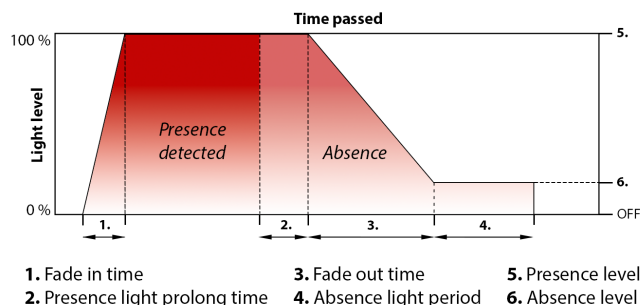 Time passed
100 %
5.
Light level
Presence
detected
Absence
6.
0 %
OFF
1.
2.
3.
4.
1. Fade in time
3. Fade out time
5. Presence level
2. Presence light prolong time
4. Absence light period
6. Absence level